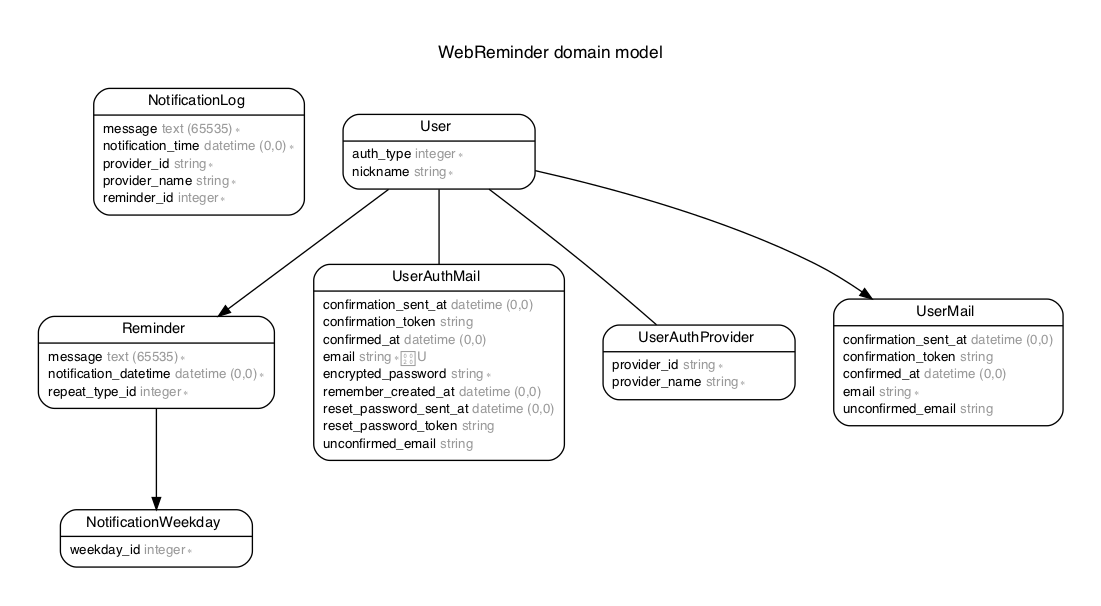 WebReminder domain model
NotificationLog
message text (65535) *
notification_time datetime (0,0) *
provider_id string *
provider_name string *
reminder_id integer *
User
auth_type integer *
nickname string *
UserAuthMail
confirmation_sent_at datetime (0,0)
confirmation_token string
confirmed_at datetime (0,0)
email string * U
encrypted_password string *
remember_created_at datetime (0,0)
reset_password_sent_at datetime (0,0)
reset_password_token string
unconfirmed_email string
UserMail
confirmation_sent_at datetime (0,0)
confirmation_token string
confirmed_at datetime (0,0)
email string *
unconfirmed_email string
Reminder
message text (65535) *
notification_datetime datetime (0,0) *
repeat_type_id integer *
UserAuthProvider
provider_id string *
provider_name string *
NotificationWeekday
weekday_id integer *